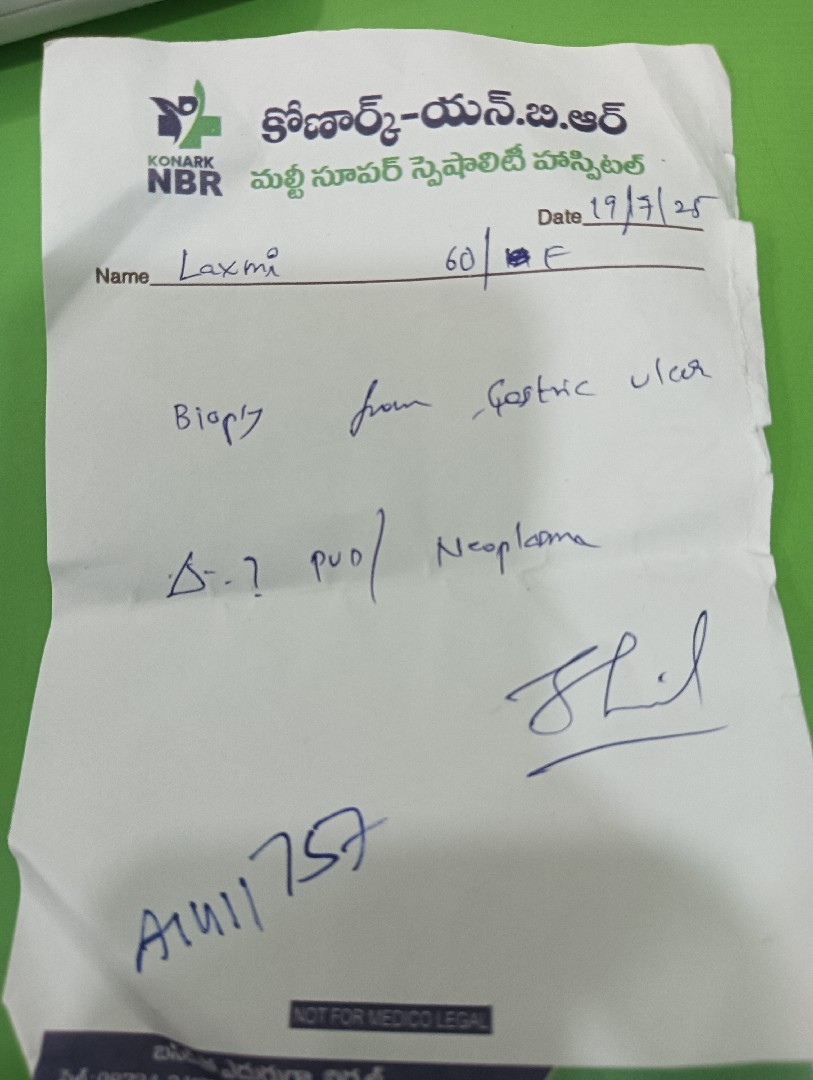 KONARK
NBR
కోణార్క్-యన్.బి.ఆర్
మల్టీ సూపర్ స్పెషాలిటీ హాస్పిటల్
Date 19/7/25
Name Laxmi 60/ F
Biopsy from Gastric ulcer
Δ-.? PUD/ Neoplasma
757
NOT FOR MEDICO LEGAL